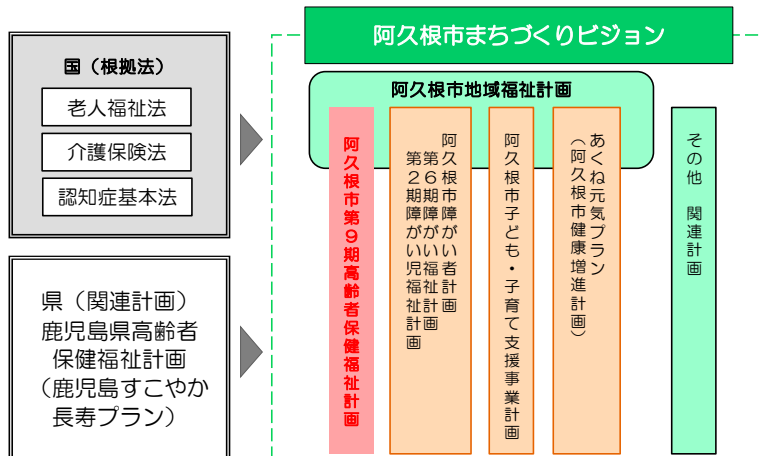 阿久根市まちづくりビジョン
国（根拠法）
老人福祉法
介護保険法
認知症基本法
県（関連計画）
鹿児島県高齢者
保健福祉計画
（鹿児島すこやか
長寿プラン）
阿久根市地域福祉計画
阿久根市第９期高齢者保健福祉計画
阿久根市障がい者計画
第６期障がい福祉計画
第２期障がい児福祉計画
阿久根市子ども・子育て支援事業計画
あくね元気プラン
（阿久根市健康増進計画）
その他　関連計画